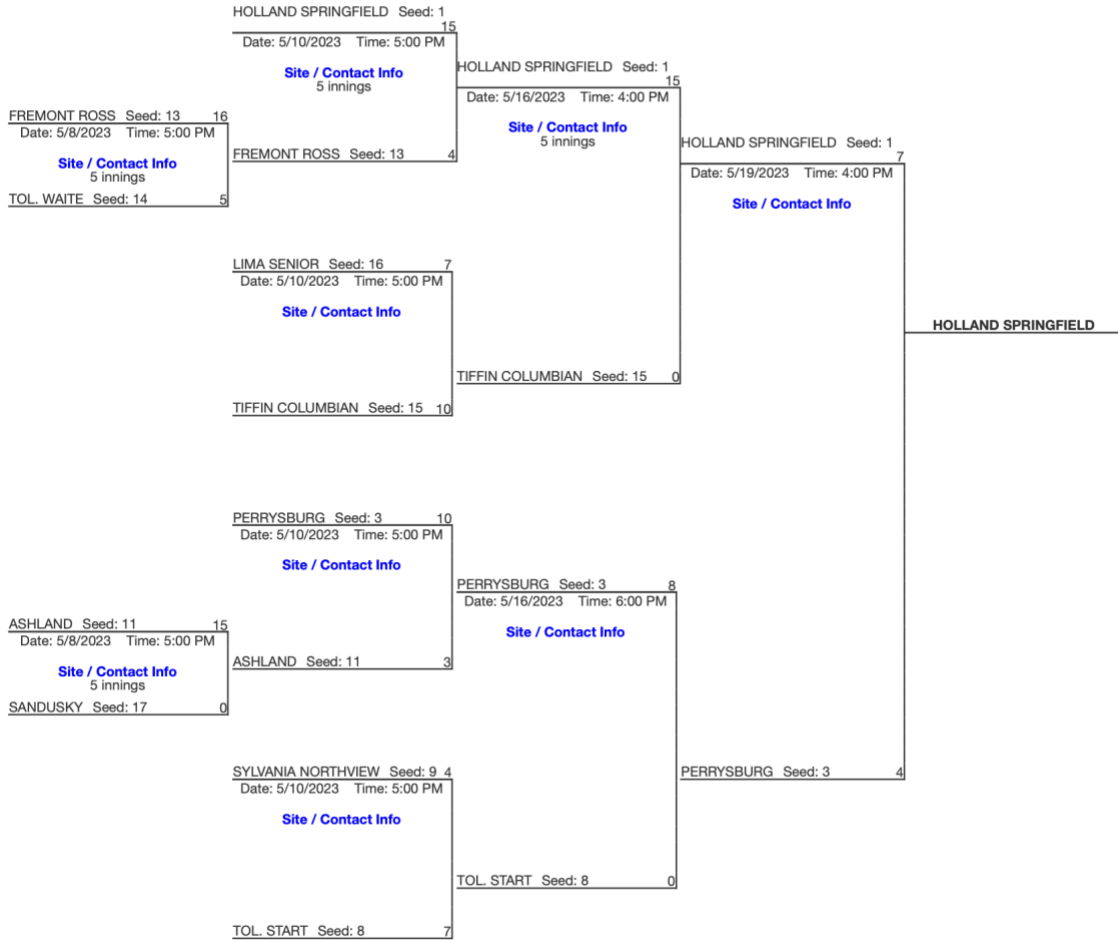 HOLLAND SPRINGFIELD Seed: 1
15
Date: 5/10/2023 Time: 5:00 PM
Site / Contact Info
5 innings
HOLLAND SPRINGFIELD Seed: 1
15
Date: 5/16/2023 Time: 4:00 PM
Site / Contact Info
5 innings
FREMONT ROSS Seed: 13 16
Date: 5/8/2023 Time: 5:00 PM
Site / Contact Info
5 innings
TOL. WAITE Seed: 14 5
FREMONT ROSS Seed: 13 4
HOLLAND SPRINGFIELD Seed: 1
7
Date: 5/19/2023 Time: 4:00 PM
Site / Contact Info
LIMA SENIOR Seed: 16 7
Date: 5/10/2023 Time: 5:00 PM
Site / Contact Info
HOLLAND SPRINGFIELD
TIFFIN COLUMBIAN Seed: 15 0
TIFFIN COLUMBIAN Seed: 15 10
PERRYSBURG Seed: 3 10
Date: 5/10/2023 Time: 5:00 PM
Site / Contact Info
PERRYSBURG Seed: 3 8
Date: 5/16/2023 Time: 6:00 PM
Site / Contact Info
ASHLAND Seed: 11 15
Date: 5/8/2023 Time: 5:00 PM
Site / Contact Info
5 innings
SANDUSKY Seed: 17 0
ASHLAND Seed: 11 3
SYLVANIA NORTHVIEW Seed: 9 4
Date: 5/10/2023 Time: 5:00 PM
Site / Contact Info
PERRYSBURG Seed: 3 4
TOL. START Seed: 8 0
TOL. START Seed: 8 7